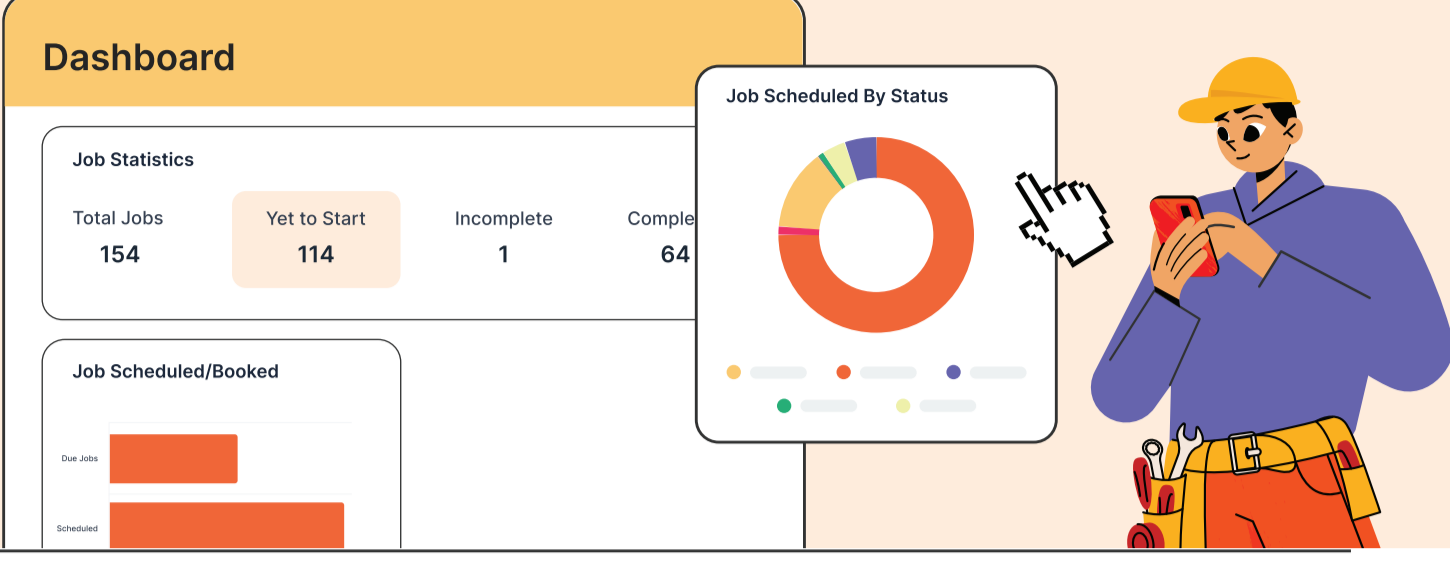 Dashboard
Job Statistics
Total Jobs
154
Yet to Start
114
Incomplete
1
Comple
64
Job Scheduled By Status
Job Scheduled/Booked
Due Jobs
Scheduled